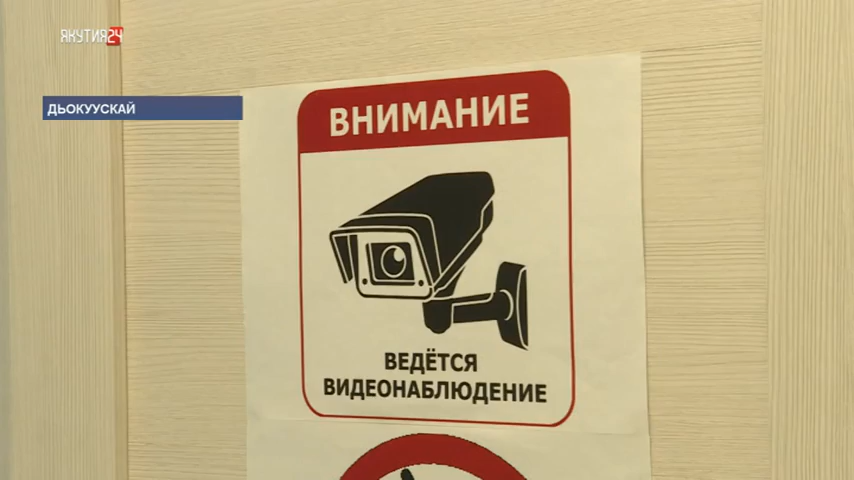 ЯКУТИЯ24
ДЬОКУУСКАЙ
ВНИМАНИЕ
ВЕДЁТСЯ
ВИДЕОНАБЛЮДЕНИЕ